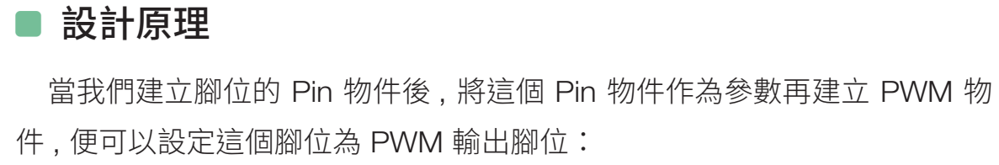 設計原理
當我們建立腳位的 Pin 物件後 , 將這個 Pin 物件作為參數再建立 PWM 物
件 , 便可以設定這個腳位為 PWM 輸出腳位：